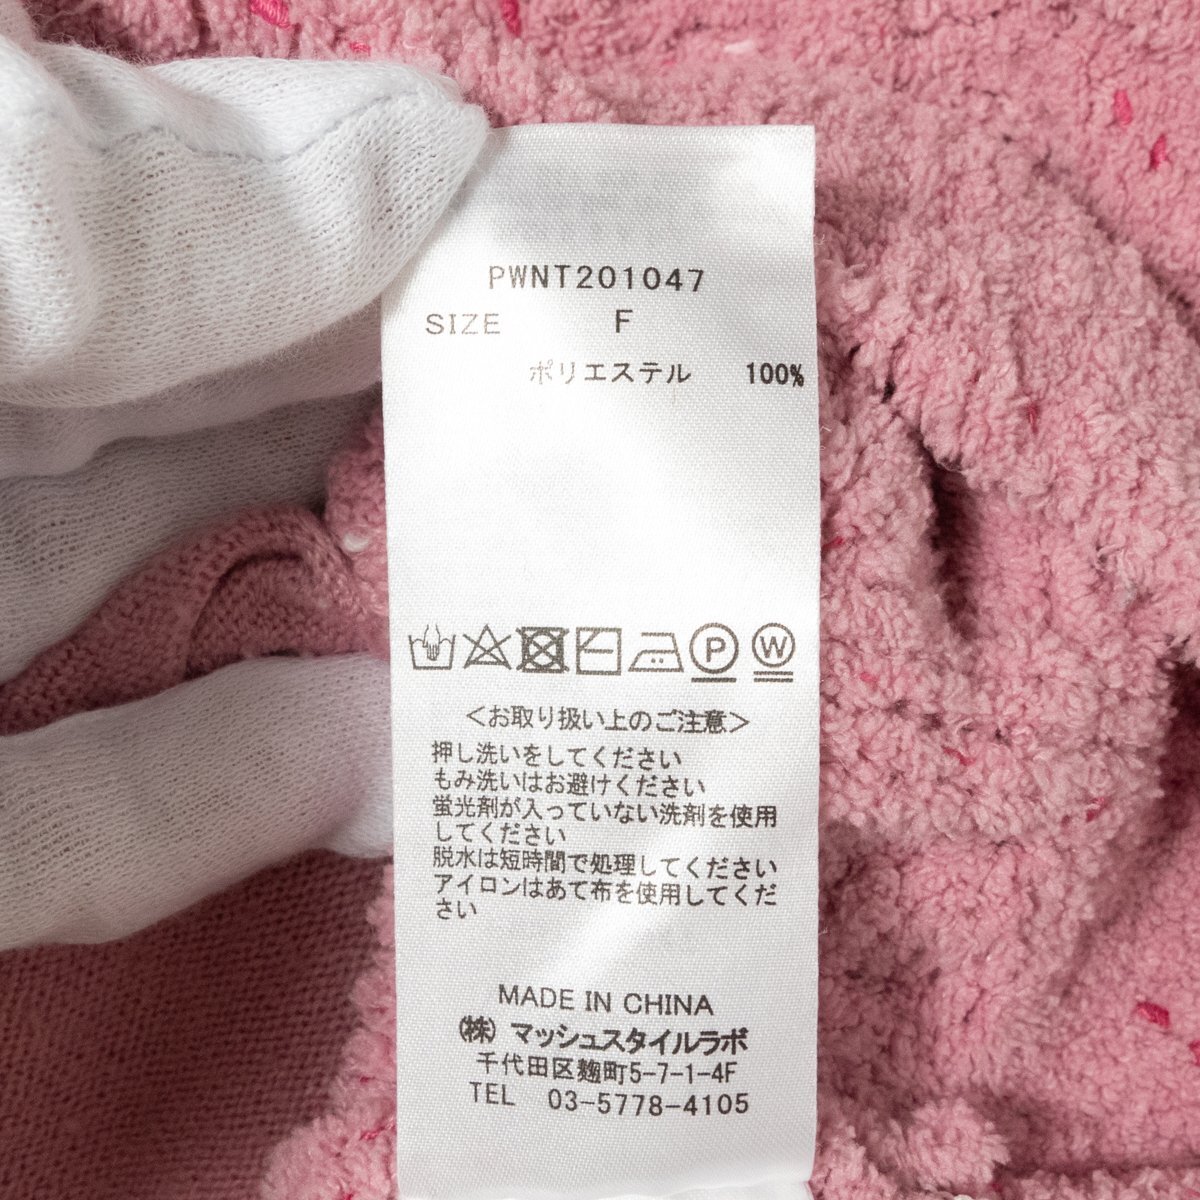 PWNT201047
SIZE F
ポリエステル 100%
P W
<お取り扱い上のご注意>
押し洗いをしてください
もみ洗いはお避けください
蛍光剤が入っていない洗剤を使用
してください
脱水は短時間で処理してください
アイロンはあて布を使用してくだ
さい
MADE IN CHINA
(株) マッシュスタイルラボ
千代田区麹町5-7-1-4F
TEL 03-5778-4105